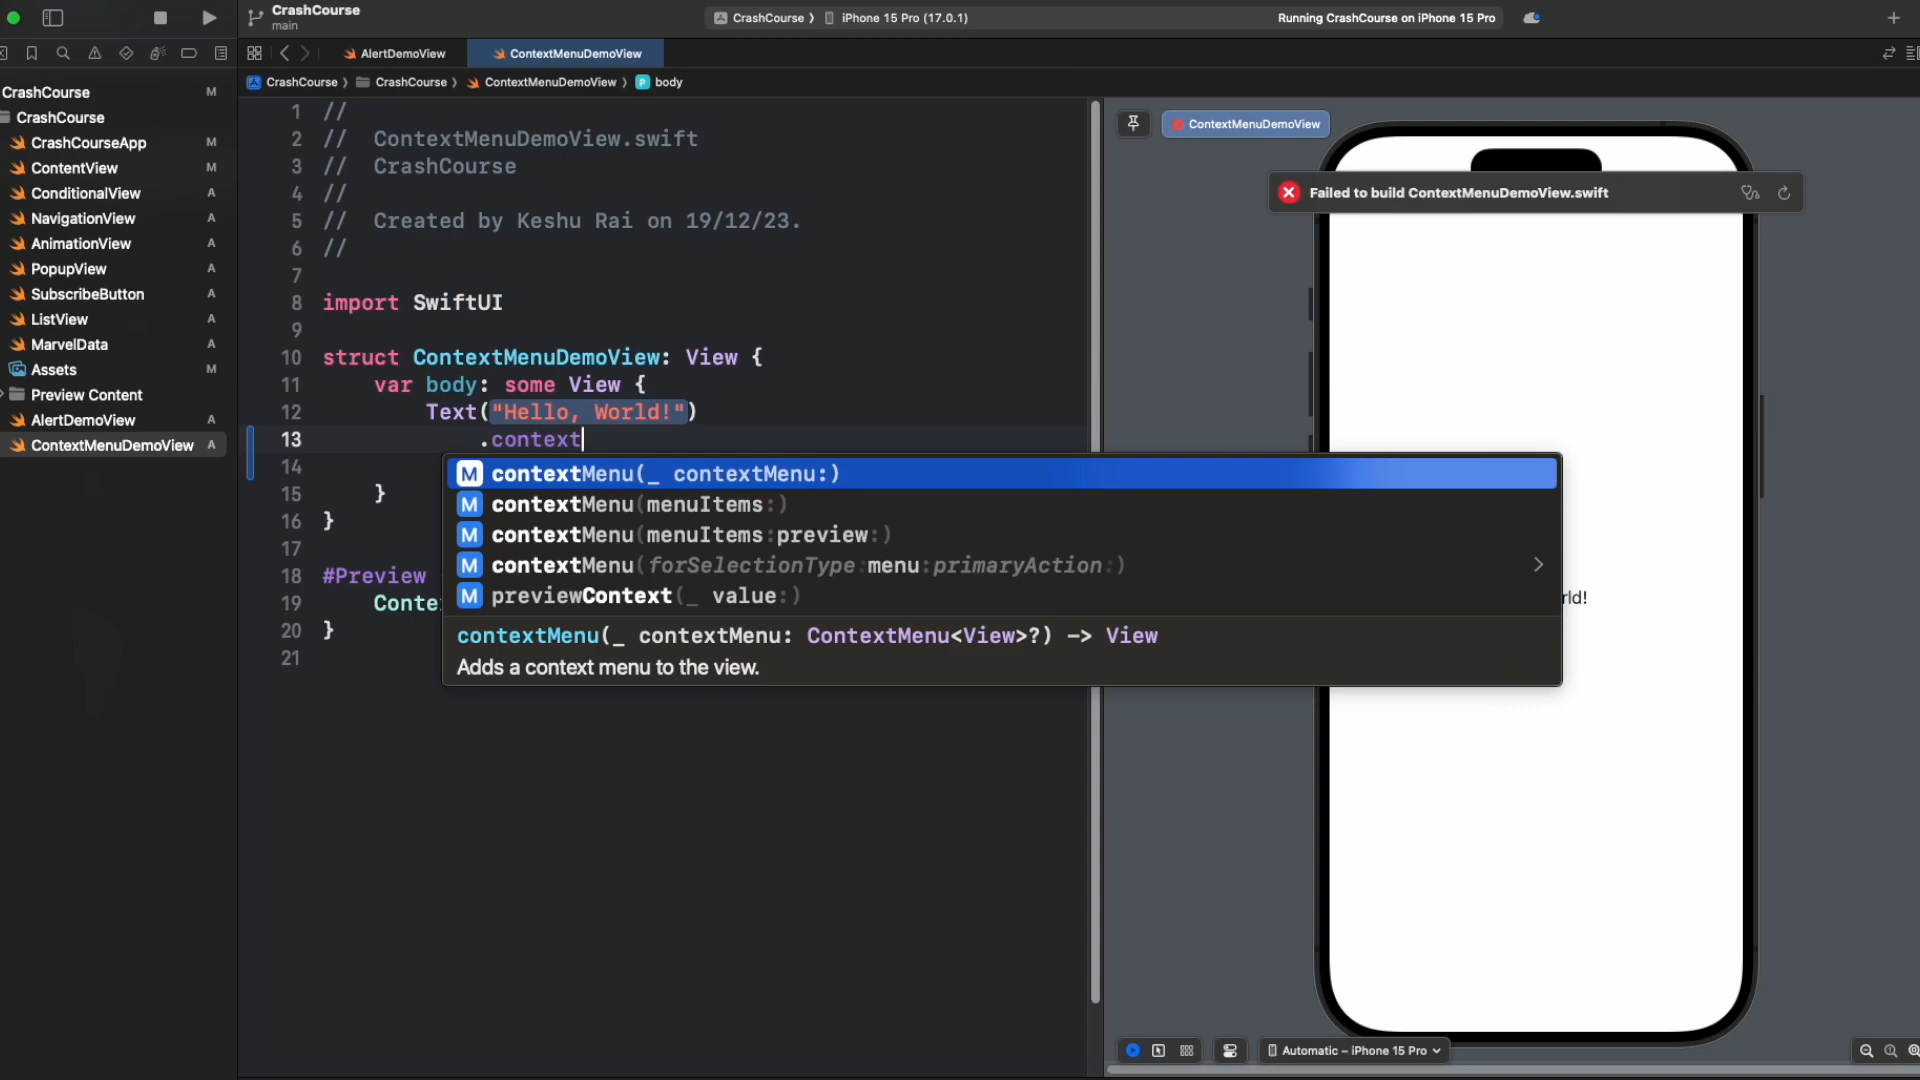 CrashCourse
main
CrashCourse ⟩ iPhone 15 Pro (17.0.1)
Running CrashCourse on iPhone 15 Pro
AlertDemoView
ContextMenuDemoView
CrashCourse ⟩ CrashCourse ⟩ ContextMenuDemoView ⟩ P body
CrashCourse M
CrashCourse
CrashCourseApp M
ContentView M
ConditionalView A
NavigationView A
AnimationView A
PopupView A
SubscribeButton A
ListView A
MarvelData A
Assets M
Preview Content
AlertDemoView A
ContextMenuDemoView A
1 //
2 // ContextMenuDemoView.swift
3 // CrashCourse
4 //
5 // Created by Keshu Rai on 19/12/23.
6 //
7
8 import SwiftUI
9
10 struct ContextMenuDemoView: View {
11 var body: some View {
12 Text("Hello, World!")
13 .context
14
15 }
16 }
17
18 #Preview
19 Conte
20 }
21
M contextMenu(_ contextMenu:)
M contextMenu(menuItems:)
M contextMenu(menuItems:preview:)
M contextMenu(forSelectionType:menu:primaryAction:)
M previewContext(_ value:)
contextMenu(_ contextMenu: ContextMenu<View>?) -> View
Adds a context menu to the view.
ContextMenuDemoView
Failed to build ContextMenuDemoView.swift
rld!
Automatic – iPhone 15 Pro